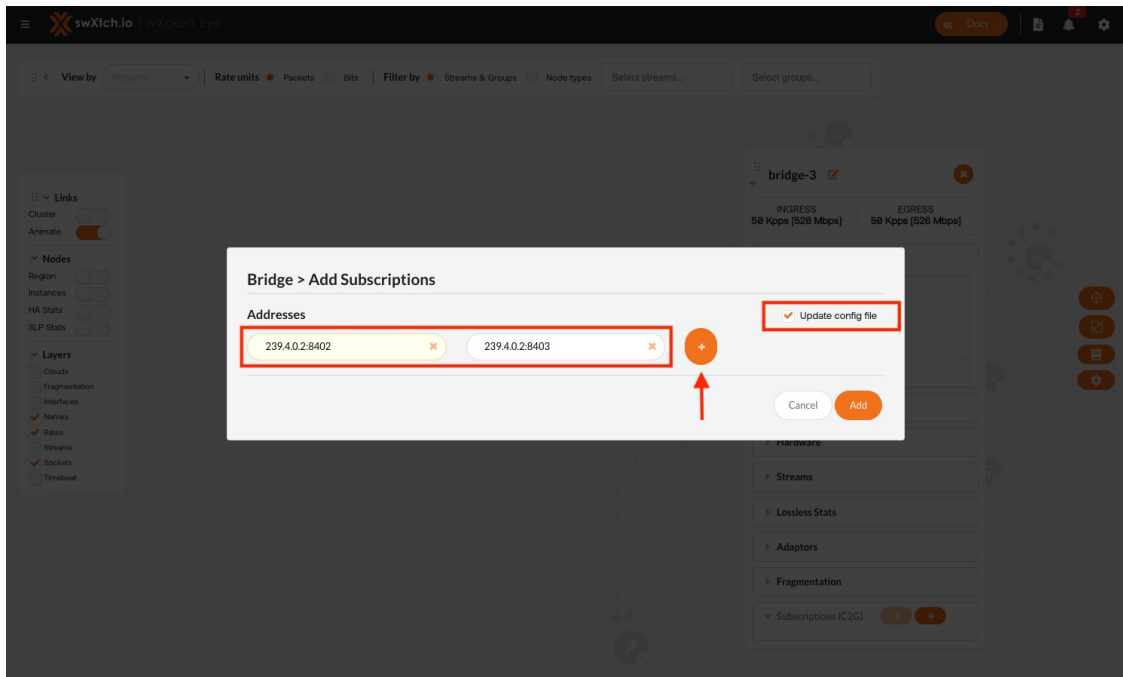 swXtch.io | wXcked Eye
Docs
2
View by Streams Rate units Packets Bits Filter by Streams & Groups Node types Select streams... Select groups...
bridge-3
INGRESS EGRESS
50 Kpps [526 Mbps] 50 Kpps [526 Mbps]
Links
Cluster
Animate
Nodes
Region
Instances
HA Stats
SLP Stats
Layers
Clouds
Fragmentation
Interfaces
Names
Rates
Streams
Sockets
Timebeat
Bridge > Add Subscriptions
Addresses
Update config file
239.4.0.2:8402
239.4.0.2:8403
Cancel
Add
Hardware
Streams
Lossless Stats
Adaptors
Fragmentation
Subscriptions (C2G)